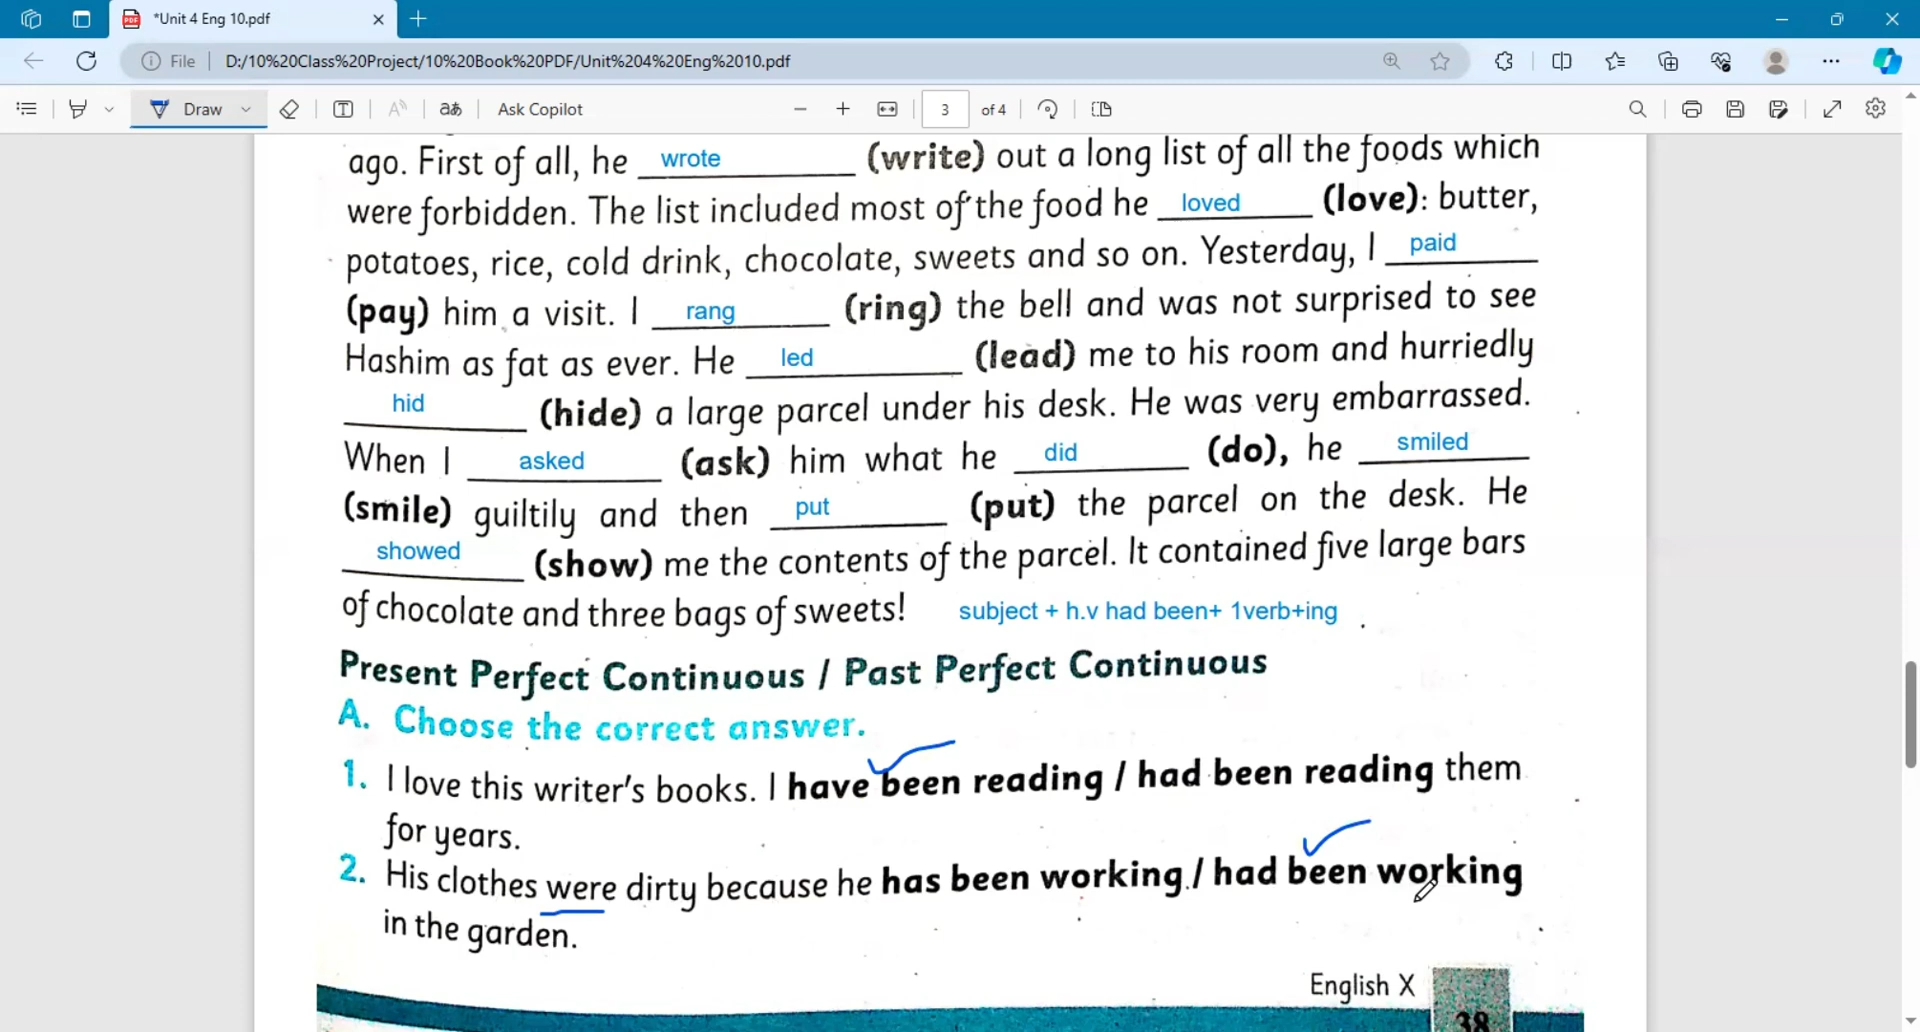 *Unit 4 Eng 10.pdf
File
D:/10%20Class%20Project/10%20Book%20PDF/Unit%204%20Eng%2010.pdf
Draw
Ask Copilot
3 of 4
ago. First of all, he wrote (write) out a long list of all the foods which
were forbidden. The list included most of the food he loved (love): butter,
potatoes, rice, cold drink, chocolate, sweets and so on. Yesterday, I paid
(pay) him a visit. I rang (ring) the bell and was not surprised to see
Hashim as fat as ever. He led (lead) me to his room and hurriedly
hid (hide) a large parcel under his desk. He was very embarrassed.
When I asked (ask) him what he did (do), he smiled
(smile) guiltily and then put (put) the parcel on the desk. He
showed (show) me the contents of the parcel. It contained five large bars
of chocolate and three bags of sweets! subject + h.v had been+ 1verb+ing
Present Perfect Continuous / Past Perfect Continuous
A. Choose the correct answer.
1. I love this writer's books. I have been reading / had been reading them
for years.
2. His clothes were dirty because he has been working / had been working
in the garden.
English X
38